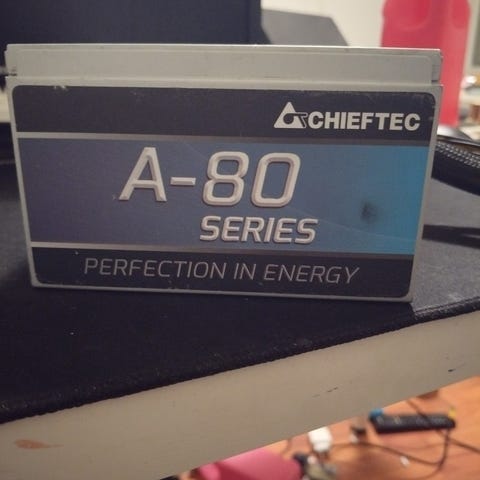 CHIEFTEC
A-80
SERIES
PERFECTION IN ENERGY